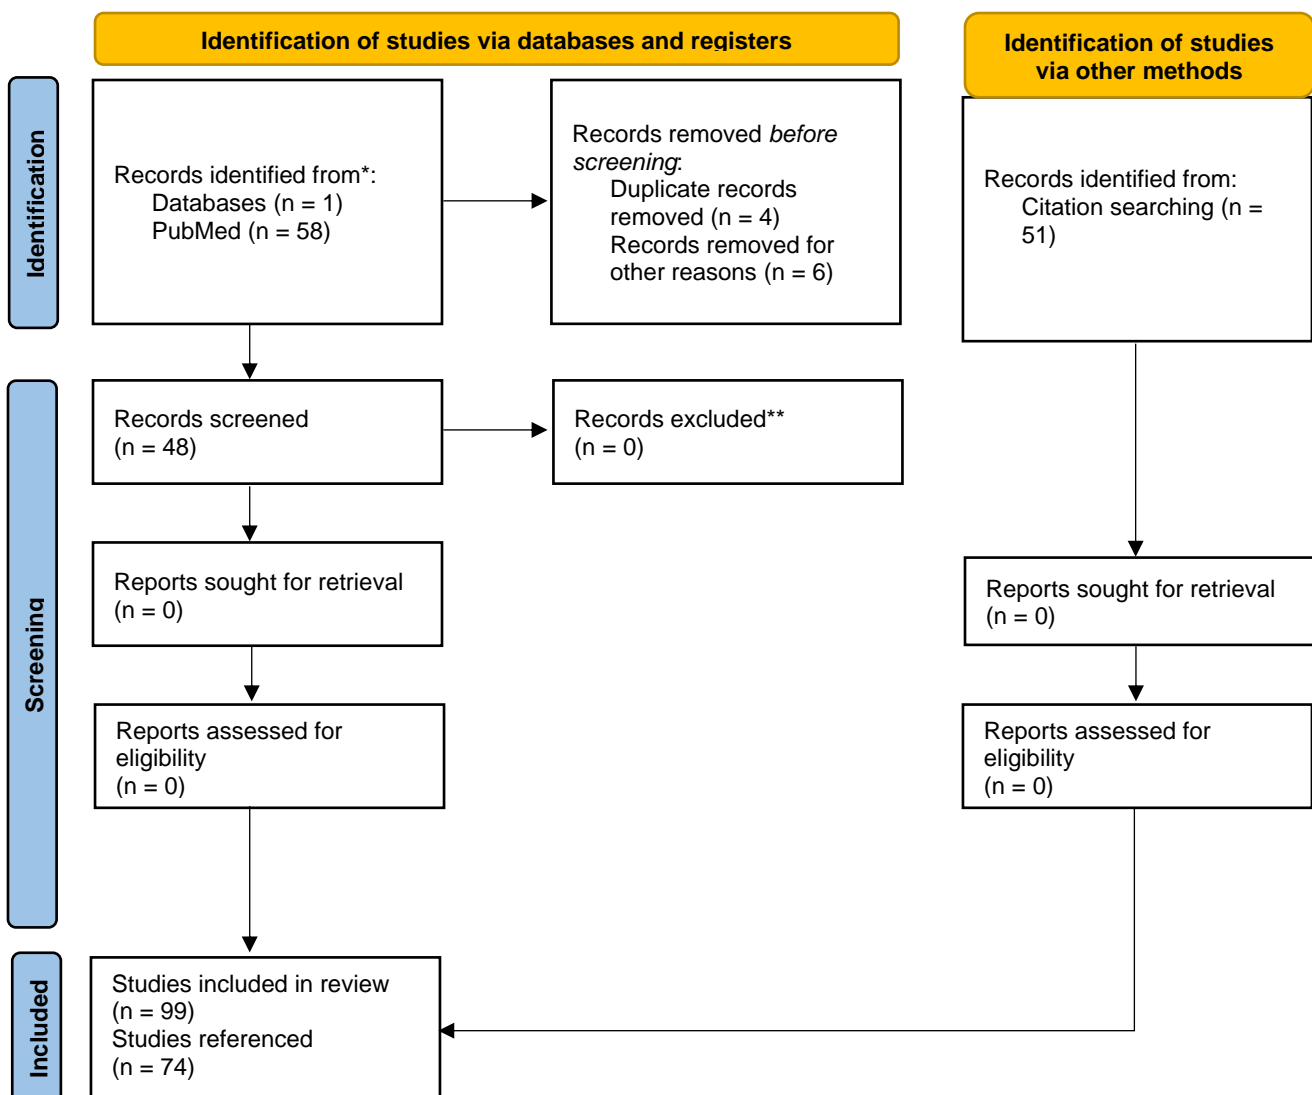 Identification of studies via databases and registers
Identification of studies
via other methods
Identification
Records identified from*:
Databases (n = 1)
PubMed (n = 58)
Records removed before
screening:
Duplicate records
removed (n = 4)
Records removed for
other reasons (n = 6)
Records identified from:
Citation searching (n =
51)
Screening
Records screened
(n = 48)
Records excluded**
(n = 0)
Reports sought for retrieval
(n = 0)
Reports sought for retrieval
(n = 0)
Reports assessed for
eligibility
(n = 0)
Reports assessed for
eligibility
(n = 0)
Included
Studies included in review
(n = 99)
Studies referenced
(n = 74)